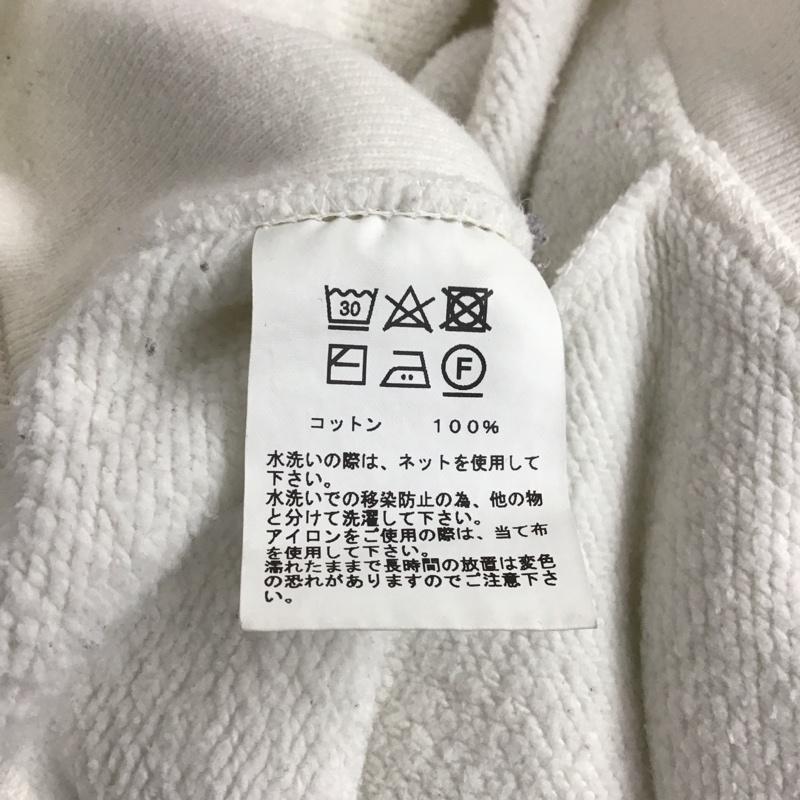 30
F
コットン 100%
水洗いの際は、ネットを使用して
下さい。
水洗いでの移染防止の為、他の物
と分けて洗濯して下さい。
アイロンをご使用の際は、当て布
を使用して下さい。
濡れたままで長時間の放置は変色
の恐れがありますのでご注意下さ
い。